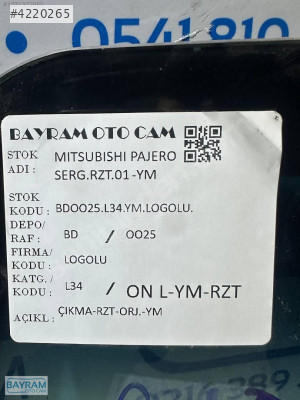 #4220265
0541 810
BAYRAM OTO CAM
STOK ADI : MITSUBISHI PAJERO
SERG.RZT.01-YM
STOK KODU : BDOO25.L34.YM.LOGOLU.
DEPO/ RAF : BD / OO25
FIRMA/ KODU : LOGOLU
KATG./ KODU : L34 / ON L-YM-RZT
AÇIKL : ÇIKMA-RZT-ORJ.-YM
BAYRAM
OTO CAM